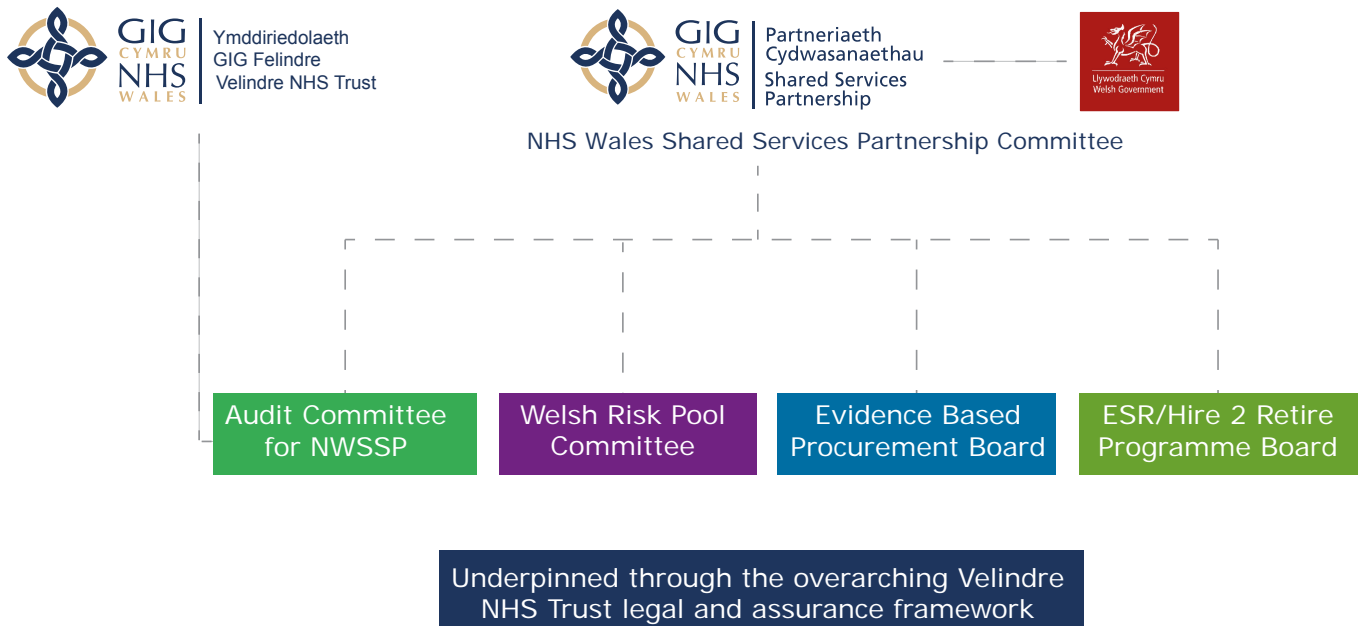 GIG
CYMRU
NHS
WALES
Ymddiriedolaeth
GIG Felindre
Velindre NHS Trust
GIG
CYMRU
NHS
WALES
Partneriaeth
Cydwasanaethau
Shared Services
Partnership
Llywodraeth Cymru
Welsh Government
NHS Wales Shared Services Partnership Committee
Audit Committee
for NWSSP
Welsh Risk Pool
Committee
Evidence Based
Procurement Board
ESR/Hire 2 Retire
Programme Board
Underpinned through the overarching Velindre
NHS Trust legal and assurance framework